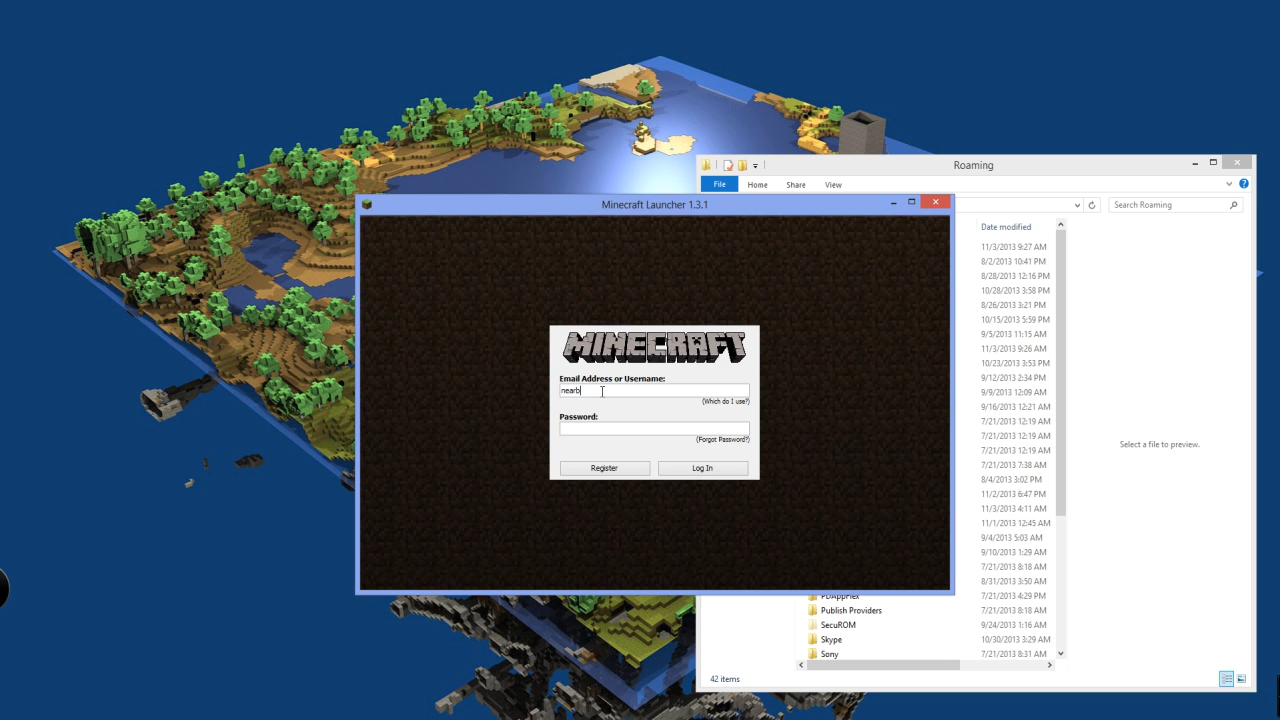 Roaming
File Home Share View
Minecraft Launcher 1.3.1
Search Roaming
Date modified
11/3/2013 9:27 AM
8/2/2013 10:41 PM
8/28/2013 12:16 PM
10/28/2013 3:58 PM
8/26/2013 3:21 PM
10/15/2013 5:59 PM
9/5/2013 11:15 AM
11/3/2013 9:26 AM
10/23/2013 3:53 PM
9/12/2013 2:34 PM
9/9/2013 12:09 AM
9/16/2013 12:21 AM
7/21/2013 12:19 AM
7/21/2013 12:19 AM
7/21/2013 12:19 AM
7/21/2013 7:38 AM
8/4/2013 3:02 PM
11/2/2013 6:47 PM
11/3/2013 4:11 AM
11/1/2013 12:45 AM
9/4/2013 5:03 AM
9/10/2013 1:29 AM
7/21/2013 8:18 AM
8/31/2013 3:50 AM
MINECRAFT
Email Address or Username:
nearb
(Which do I use?)
Password:
(Forgot Password?)
Register Log In
Select a file to preview.
PDAppFlex 7/21/2013 4:29 PM
Publish Providers 7/21/2013 8:18 AM
SecuROM 9/24/2013 1:16 AM
Skype 10/30/2013 3:29 AM
Sony 7/21/2013 8:31 AM
42 items